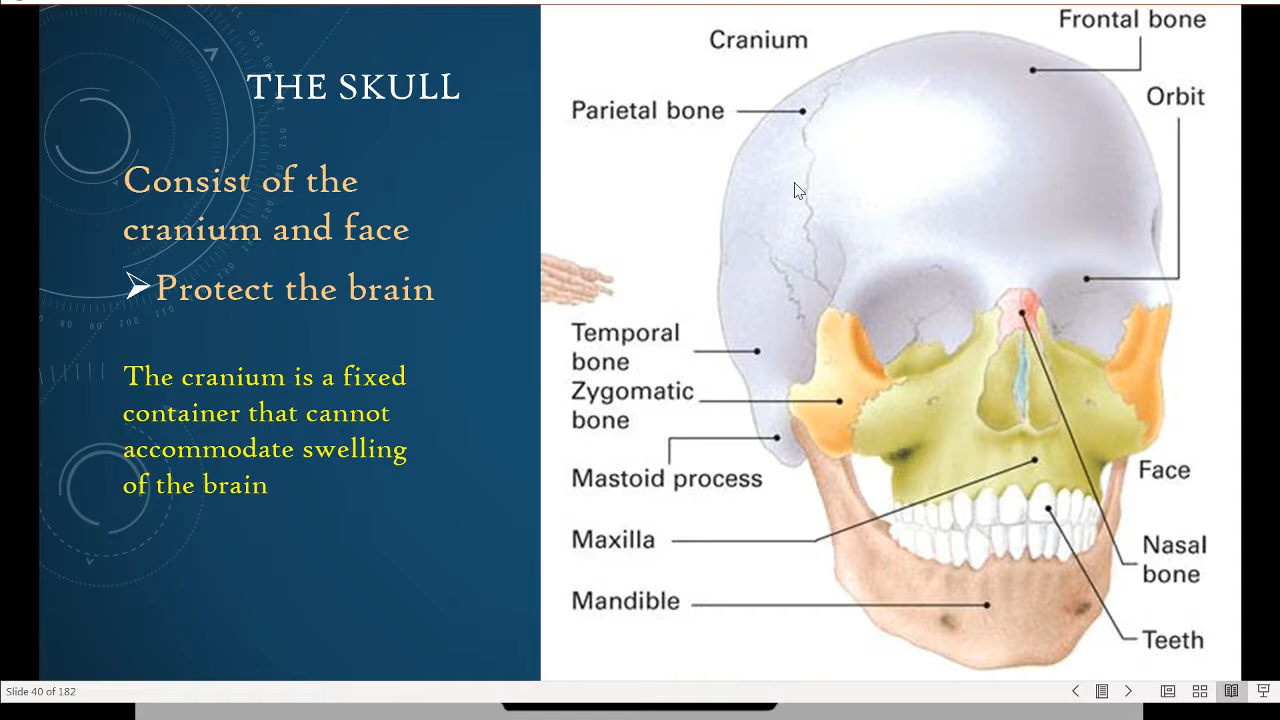 THE SKULL
Consist of the
cranium and face
Protect the brain
The cranium is a fixed
container that cannot
accommodate swelling
of the brain
Cranium
Frontal bone
Parietal bone
Orbit
Temporal
bone
Zygomatic
bone
Mastoid process
Face
Maxilla
Nasal
bone
Mandible
Teeth
Slide 40 of 182